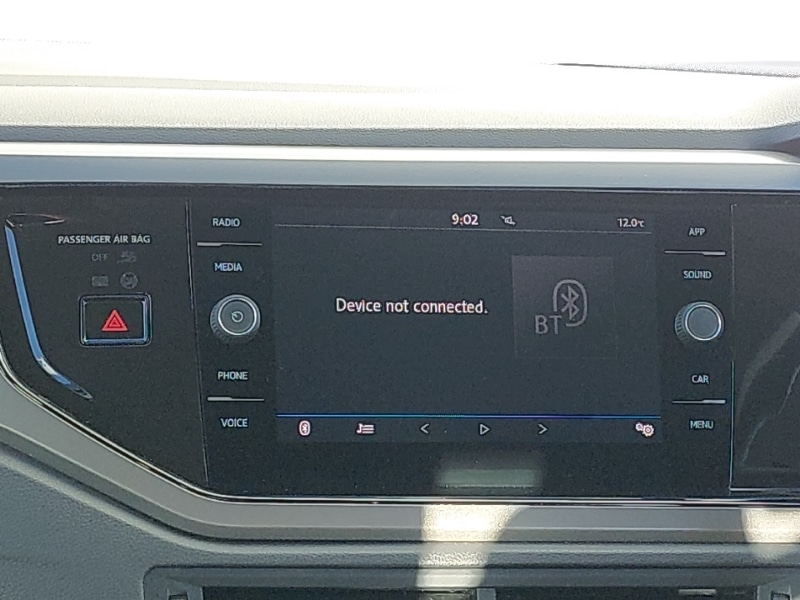 PASSENGER AIR BAG
OFF
RADIO
MEDIA
PHONE
VOICE
9:02
12.0°C
Device not connected.
BT
APP
SOUND
CAR
MENU